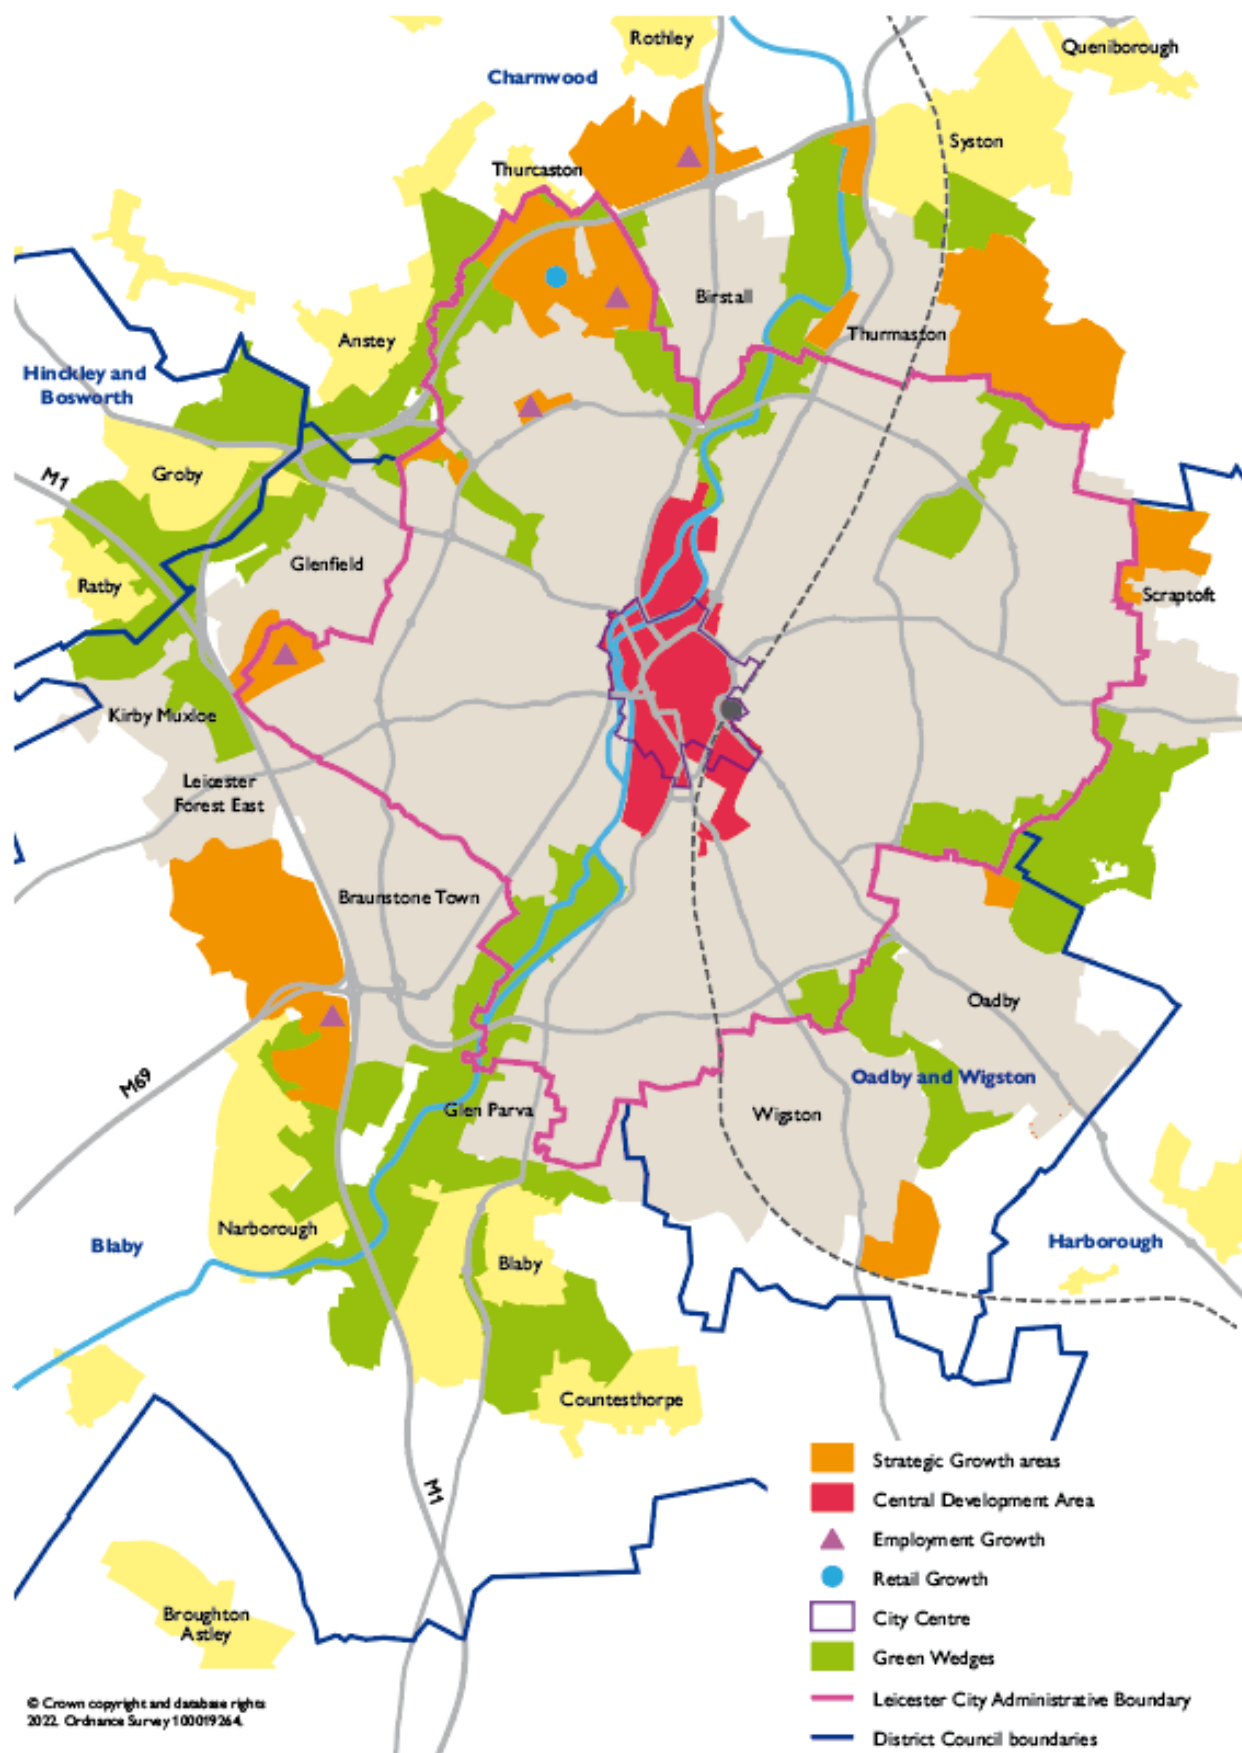 Rothley
Queniborough
Charnwood
Syston
Thurcaston
Birstall
Thurmaston
Anstey
Hinckley and
Bosworth
Groby
M1
Glenfield
Ratby
Scraptoft
Kirby Muxloe
Leicester
Forest East
Braunstone Town
Oadby
M69
Oadby and Wigston
Glen Parva
Wigston
Narborough
Blaby
Harborough
Blaby
Countesthorpe
M1
Broughton
Astley
Strategic Growth areas
Central Development Area
Employment Growth
Retail Growth
City Centre
Green Wedges
Leicester City Administrative Boundary
District Council boundaries
© Crown copyright and database rights
2022. Ordnance Survey 100019264.